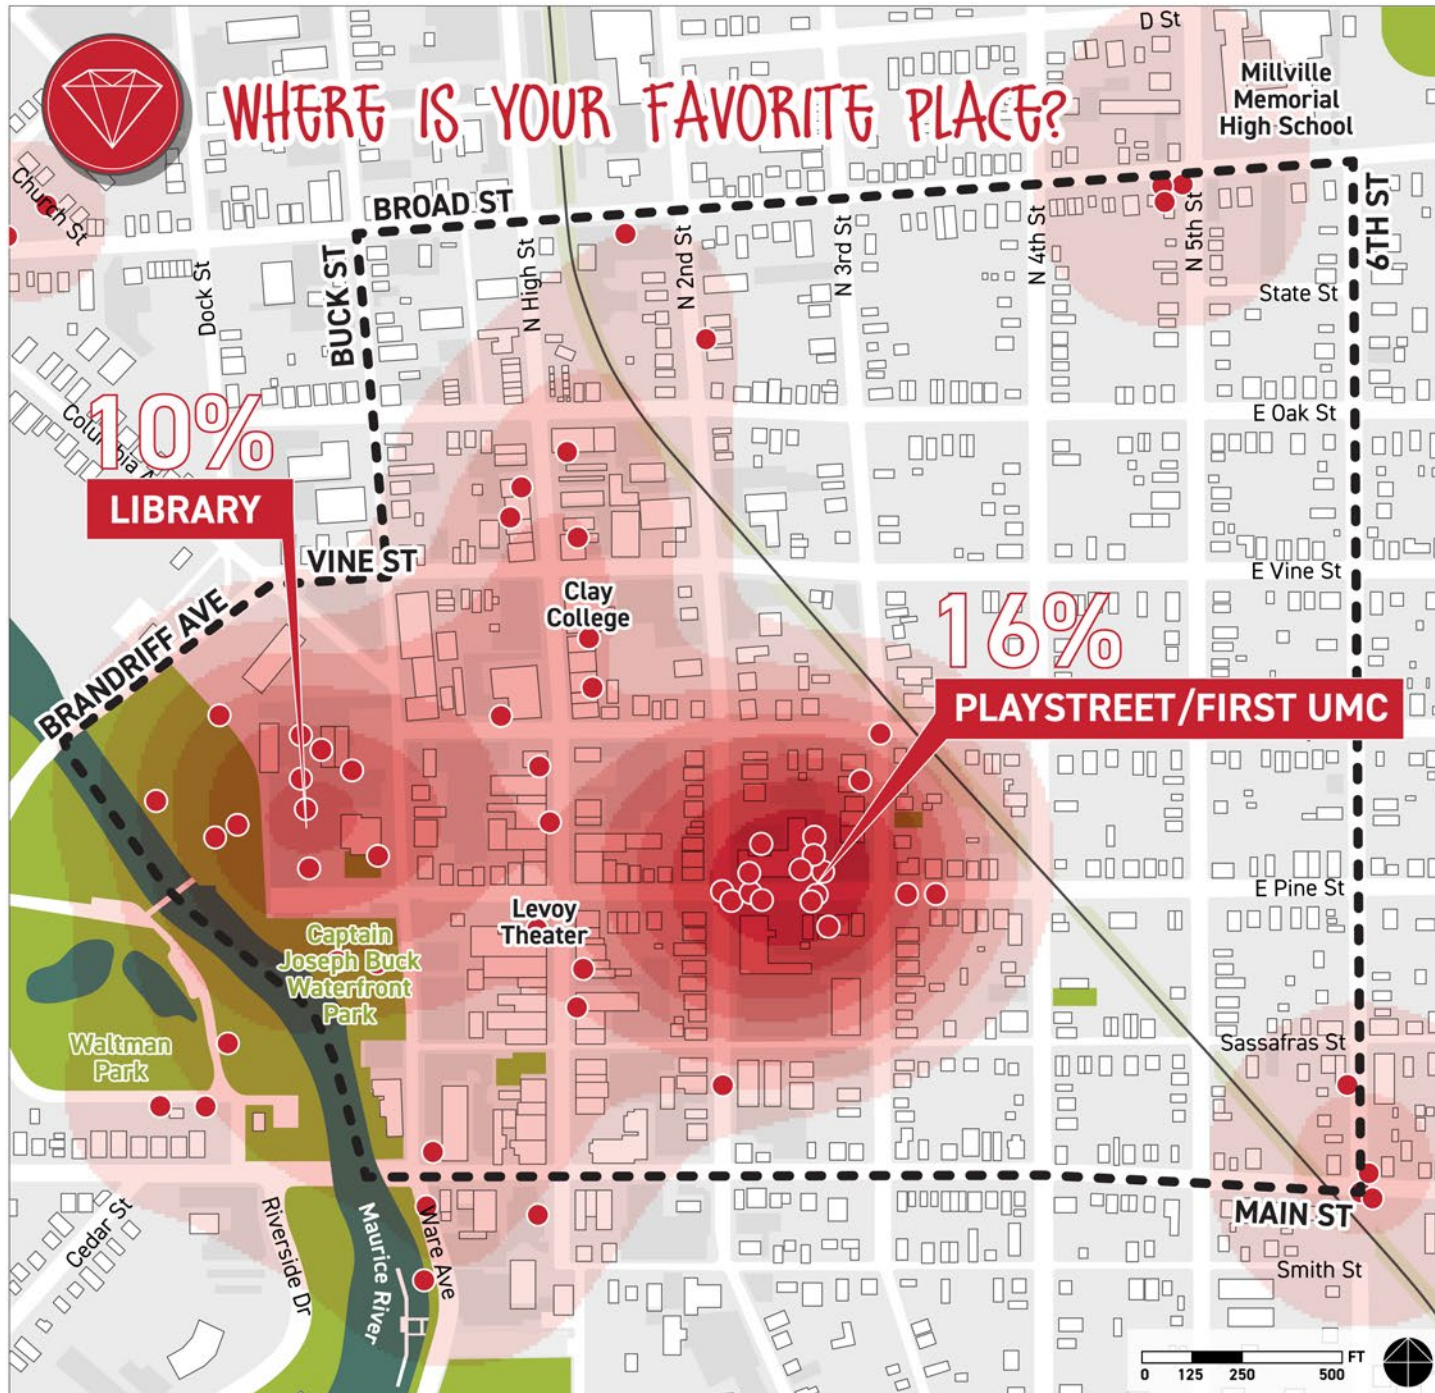 WHERE IS YOUR FAVORITE PLACE?
D St
Millville
Memorial
High School
Church St
BROAD ST
6TH ST
BUCK ST
Dock St
N High St
N 2nd St
N 3rd St
N 4th St
N 5th St
State St
10%
LIBRARY
E Oak St
VINE ST
E Vine St
BRANDRIFF AVE
Clay
College
16%
PLAYSTREET/FIRST UMC
E Pine St
Levoy
Theater
Captain
Joseph Buck
Waterfront
Park
Waltman
Park
Sassafras St
Cedar St
Riverside Dr
Maurice River
Ware Ave
MAIN ST
Smith St
FT
0 125 250 500